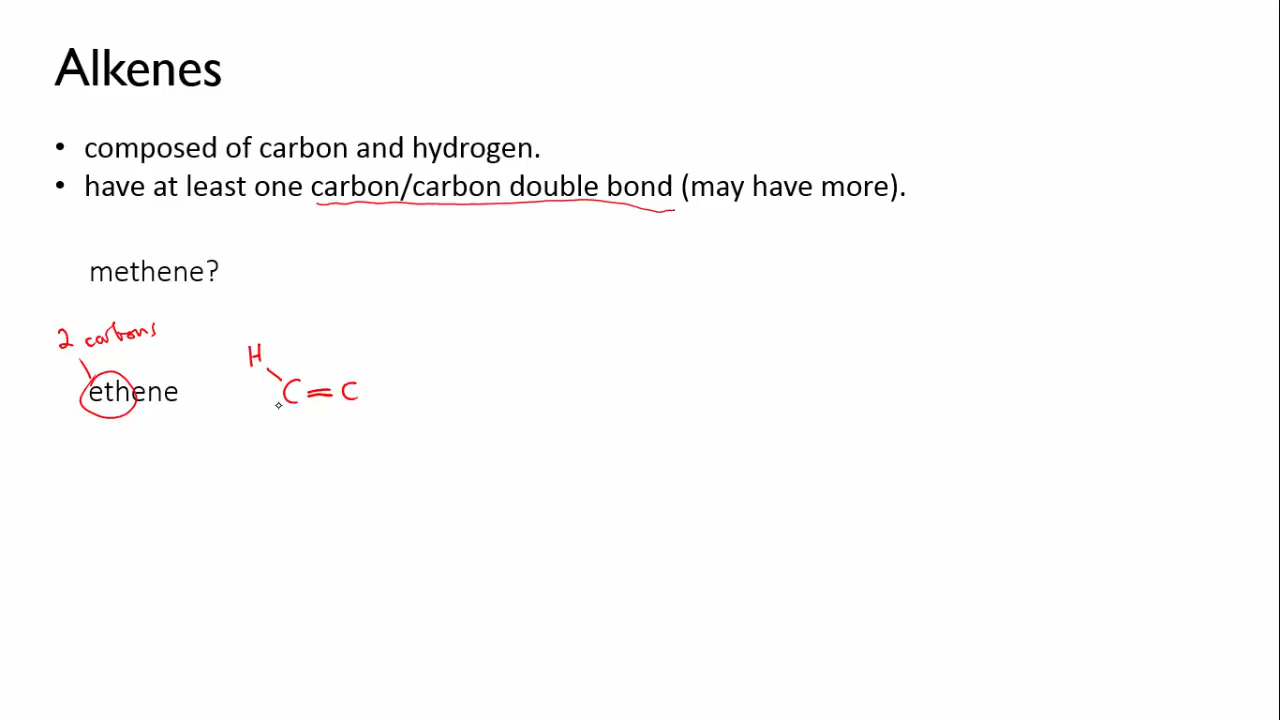 Alkenes
• composed of carbon and hydrogen.
• have at least one carbon/carbon double bond (may have more).
methene?
2 carbons
ethene
H
C=C